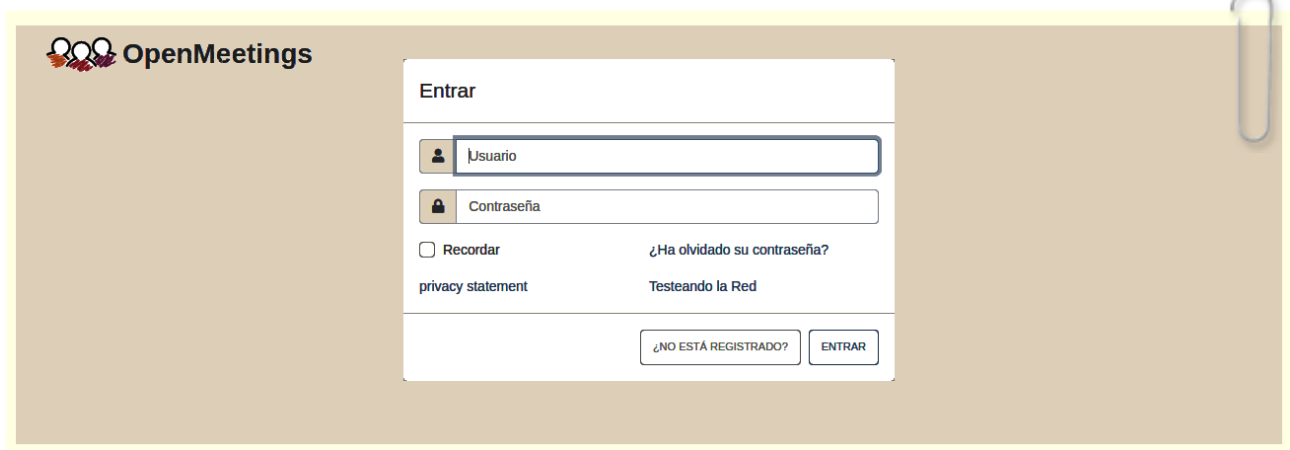 OpenMeetings
Entrar
Usuario
Contraseña
Recordar
¿Ha olvidado su contraseña?
privacy statement
Testeando la Red
¿NO ESTÁ REGISTRADO?
ENTRAR